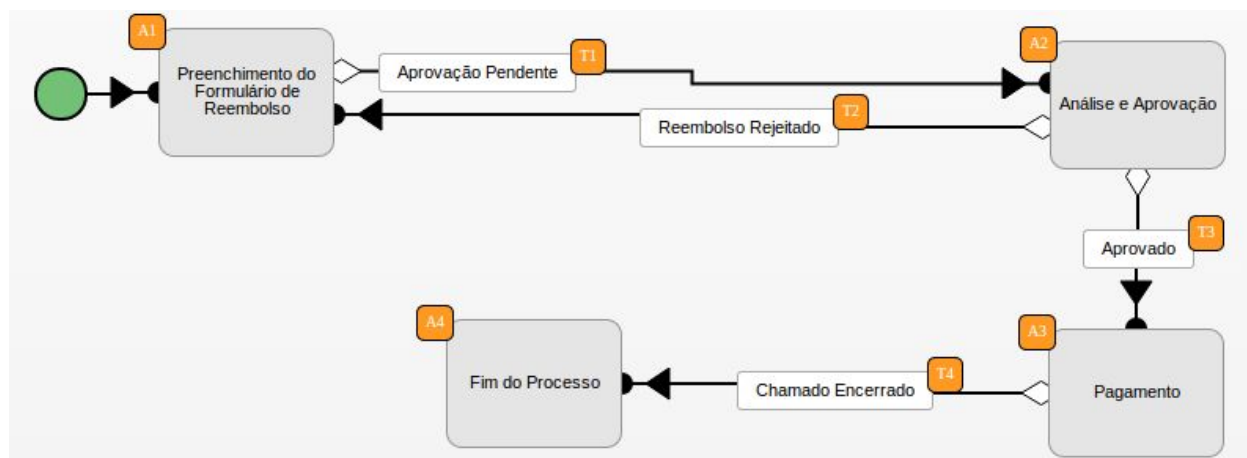 A1
Preenchimento do
Formulário de
Reembolso
Aprovação Pendente
T1
A2
Análise e Aprovação
Reembolso Rejeitado
T2
Aprovado
T3
A4
Fim do Processo
Chamado Encerrado
T4
A3
Pagamento